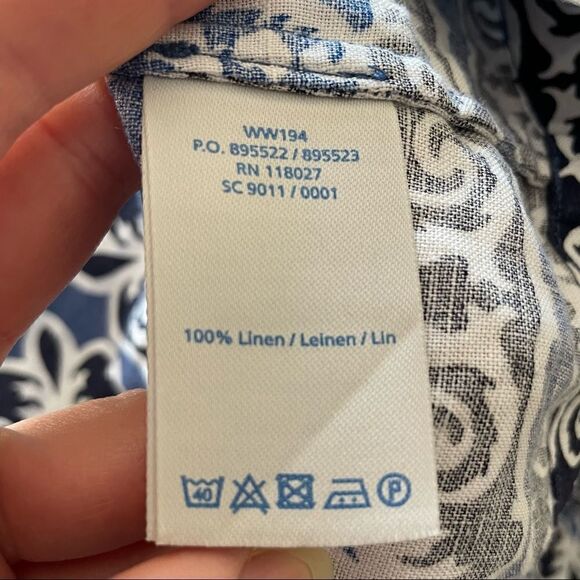 WW194
P.O. 895522 / 895523
RN 118027
SC 9011 / 0001
100% Linen / Leinen / Lin
40 P